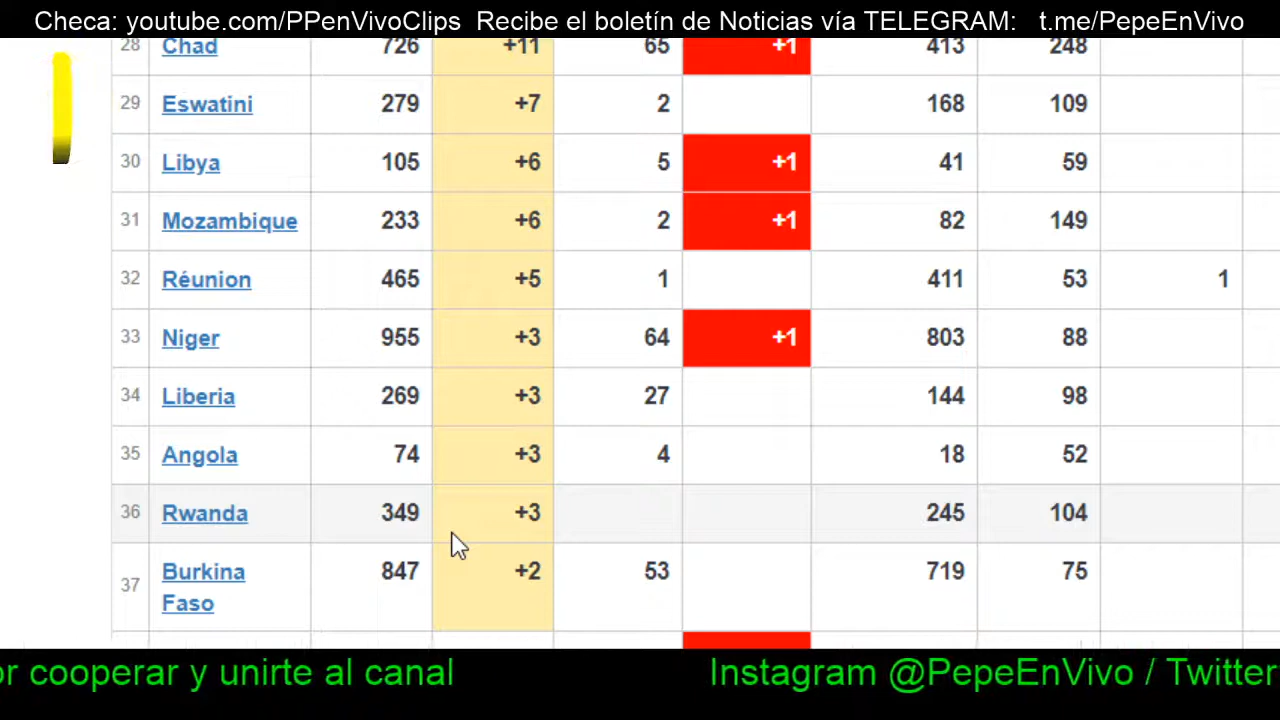 Checa: youtube.com/PPenVivoClips Recibe el boletín de Noticias vía TELEGRAM: t.me/PepeEnVivo
28 Chad 726 +11 65 +1 413 248
29 Eswatini 279 +7 2 168 109
30 Libya 105 +6 5 +1 41 59
31 Mozambique 233 +6 2 +1 82 149
32 Réunion 465 +5 1 411 53 1
33 Niger 955 +3 64 +1 803 88
34 Liberia 269 +3 27 144 98
35 Angola 74 +3 4 18 52
36 Rwanda 349 +3 245 104
37 Burkina Faso 847 +2 53 719 75
or cooperar y unirte al canal Instagram @PepeEnVivo / Twitter